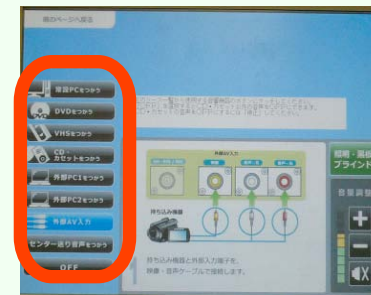 前のページへ戻る
常設PCをつかう
DVDをつかう
VHSをつかう
CD・
カセットをつかう
外部PC1をつかう
外部PC2をつかう
外部AV入力
センター送り音声をつかう
OFF
外部AV入力
映像
音声-左
音声-右
持ち込み機器
持ち込み機器と外部入力端子を、
映像・音声ケーブルで接続します。
照明・黒板
ブラインド
音量調整